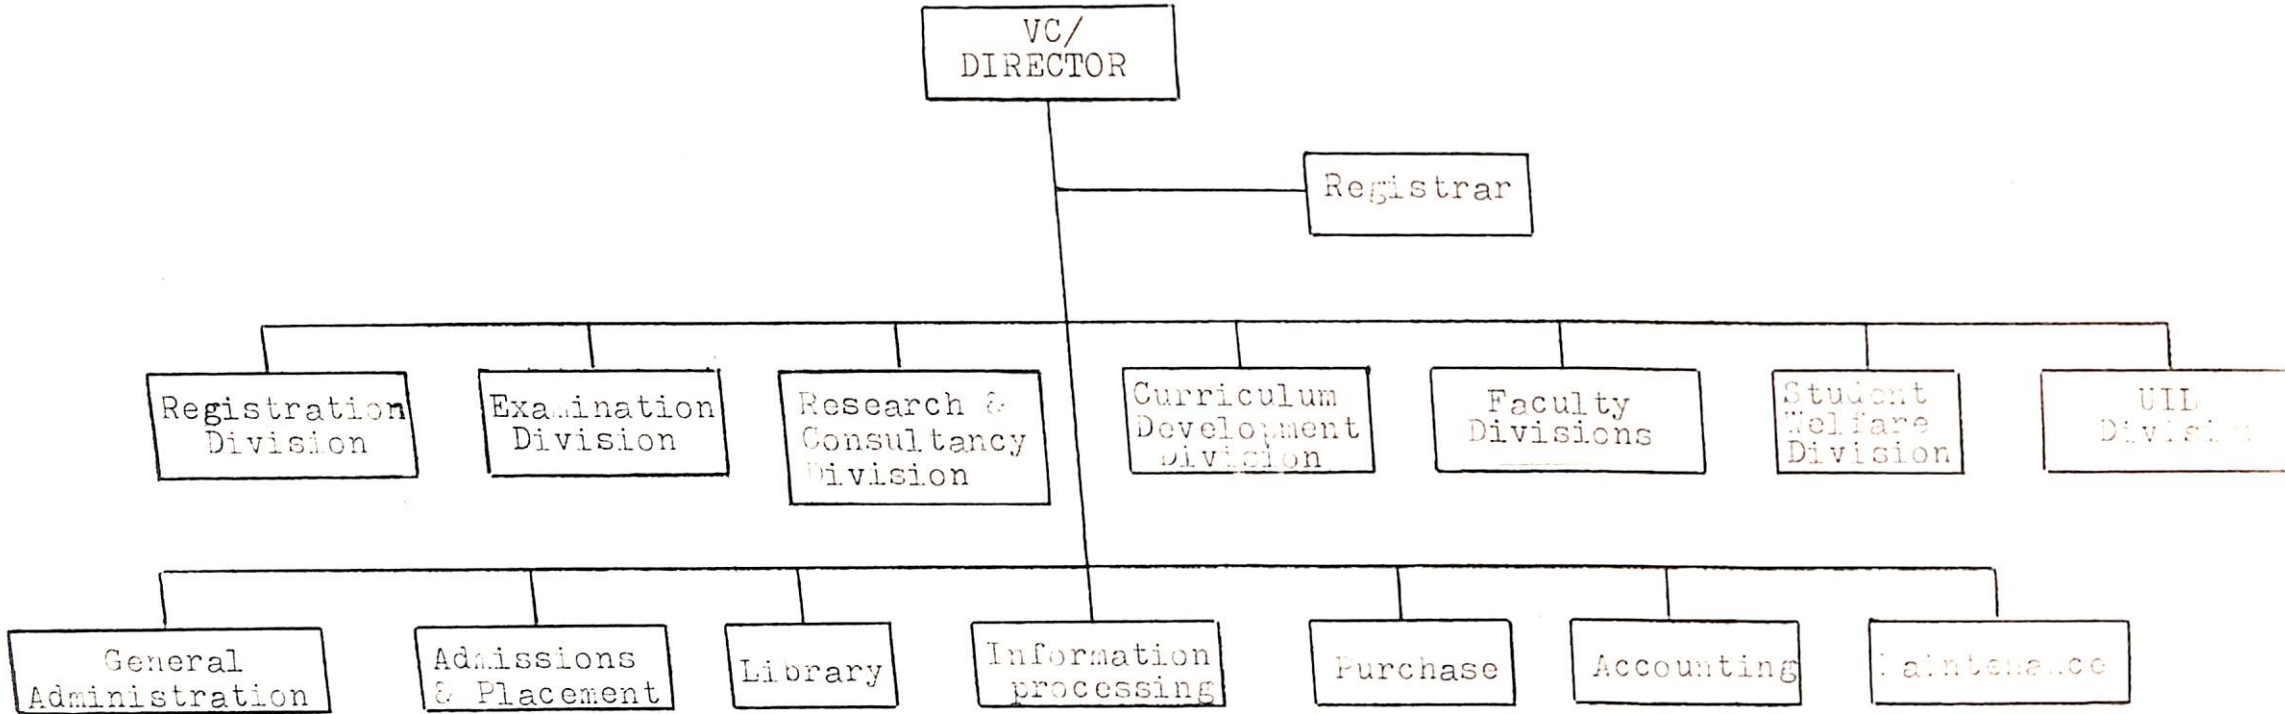 VC/
DIRECTOR
Registrar
Registration
Division
Examination
Division
Research &
Consultancy
Division
Curriculum
Development
Division
Faculty
Divisions
Student
Welfare
Division
UIL
Division
General
Administration
Admissions
& Placement
Library
Information
processing
Purchase
Accounting
Maintenance